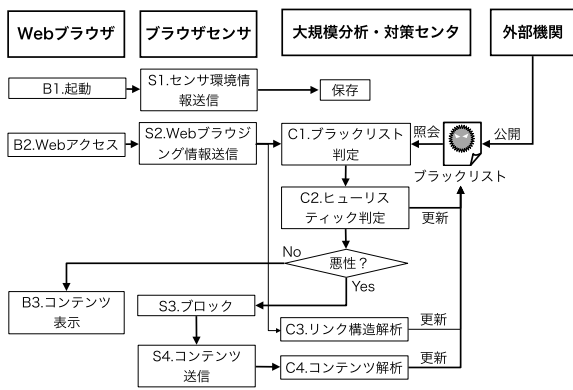 Webブラウザ
ブラウザセンサ
大規模分析・対策センタ
外部機関
B1.起動
S1.センサ環境情
報送信
保存
B2.Webアクセス
S2.Webブラウジ
ング情報送信
C1.ブラックリスト
判定
照会
公開
ブラックリスト
C2.ヒューリス
ティック判定
更新
No
悪性？
Yes
B3.コンテンツ
表示
S3.ブロック
C3.リンク構造解析
更新
S4.コンテンツ
送信
C4.コンテンツ解析
更新